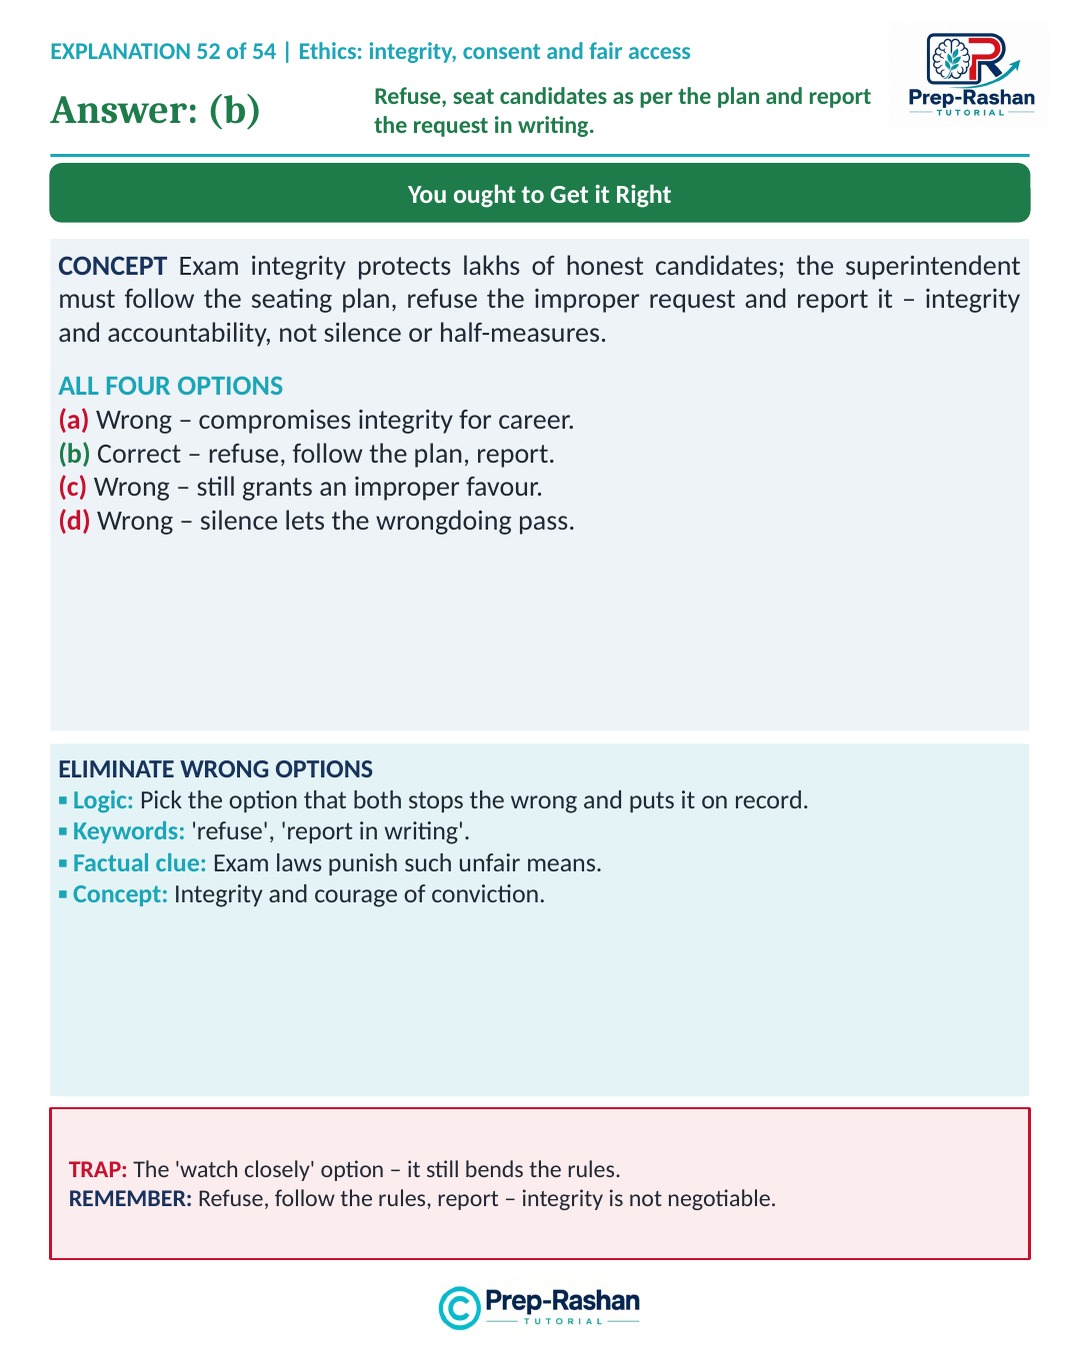 EXPLANATION 52 of 54 | Ethics: integrity, consent and fair access
Prep-Rashan
TUTORIAL
Answer: (b)
Refuse, seat candidates as per the plan and report
the request in writing.
You ought to Get it Right
CONCEPT Exam integrity protects lakhs of honest candidates; the superintendent
must follow the seating plan, refuse the improper request and report it – integrity
and accountability, not silence or half-measures.
ALL FOUR OPTIONS
(a) Wrong – compromises integrity for career.
(b) Correct – refuse, follow the plan, report.
(c) Wrong – still grants an improper favour.
(d) Wrong – silence lets the wrongdoing pass.
ELIMINATE WRONG OPTIONS
▪ Logic: Pick the option that both stops the wrong and puts it on record.
▪ Keywords: 'refuse', 'report in writing'.
▪ Factual clue: Exam laws punish such unfair means.
▪ Concept: Integrity and courage of conviction.
TRAP: The 'watch closely' option – it still bends the rules.
REMEMBER: Refuse, follow the rules, report – integrity is not negotiable.
© Prep-Rashan
TUTORIAL